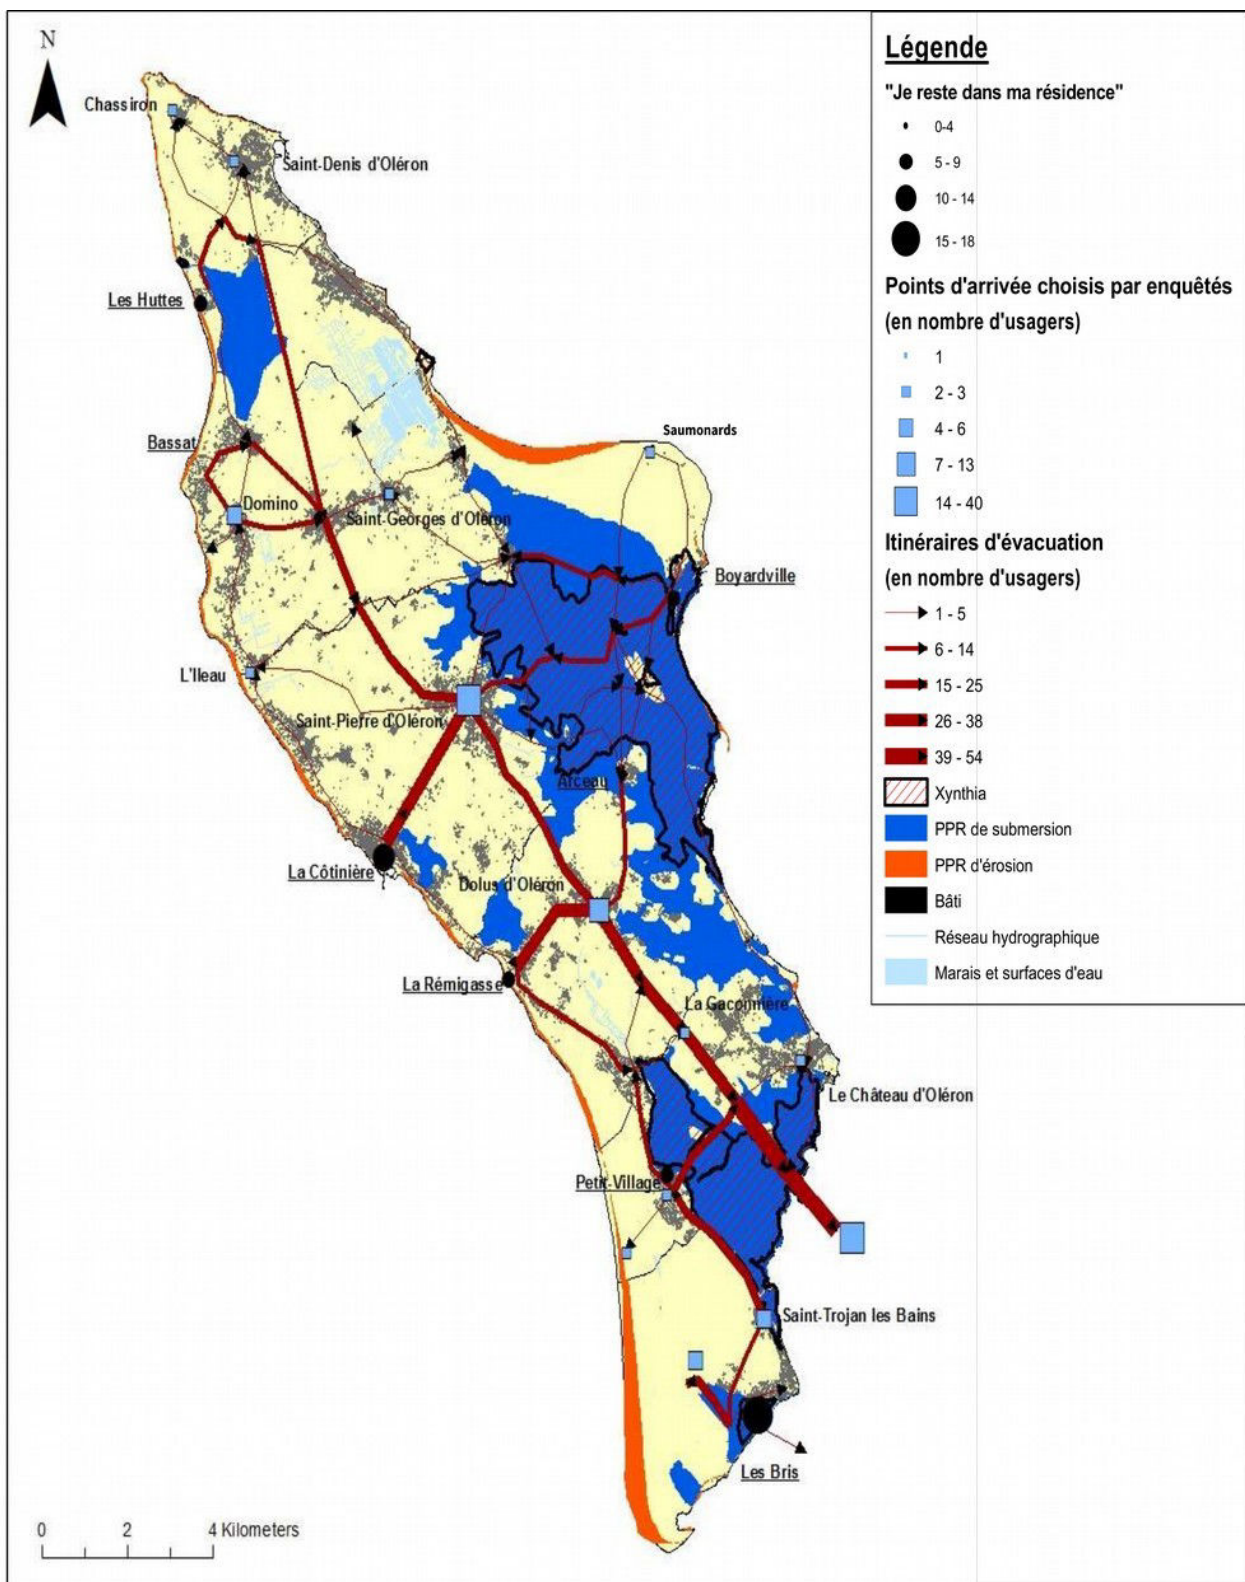 N
Chassiron
Saint-Denis d'Oléron
Les Huttes
Bassat
Saumonards
Domino
Saint-Georges d'Oléron
Boyardville
L'Ileau
Saint-Pierre d'Oléron
Arceau
La Côtinière
Dolus d'Oléron
La Rémigasse
La Gaconnière
Le Château d'Oléron
Petit-Village
Saint-Trojan les Bains
Les Bris
0 2 4 Kilometers
Légende
"Je reste dans ma résidence"
0-4
5 - 9
10 - 14
15 - 18
Points d'arrivée choisis par enquêtés
(en nombre d'usagers)
1
2 - 3
4 - 6
7 - 13
14 - 40
Itinéraires d'évacuation
(en nombre d'usagers)
1 - 5
6 - 14
15 - 25
26 - 38
39 - 54
Xynthia
PPR de submersion
PPR d'érosion
Bâti
Réseau hydrographique
Marais et surfaces d'eau